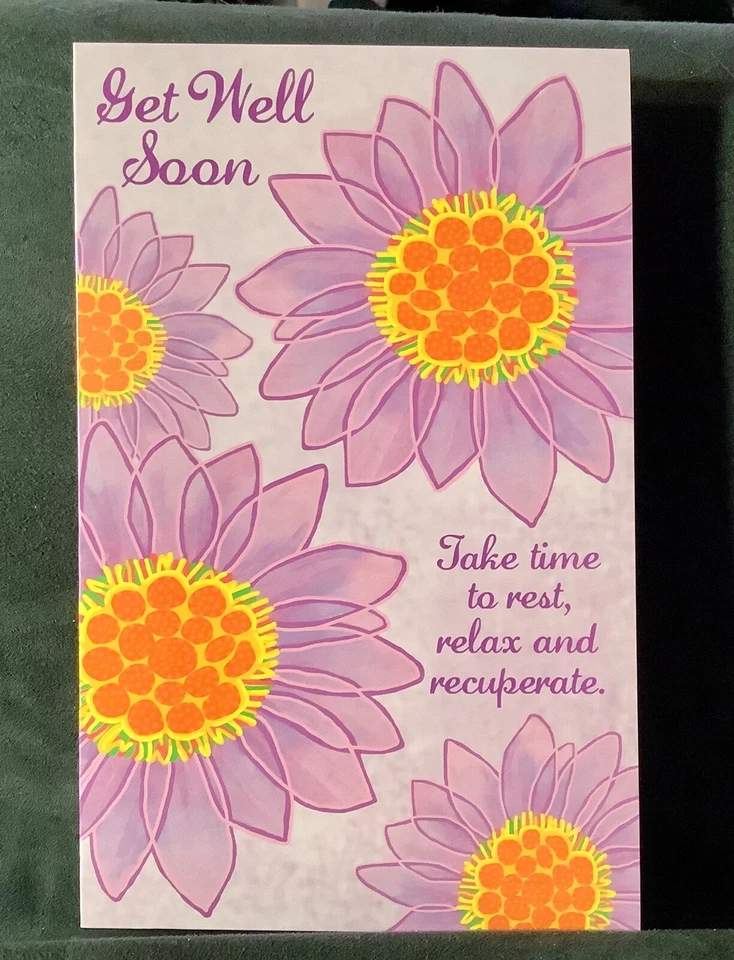 Get Well
Soon
Take time
to rest,
relax and
recuperate.